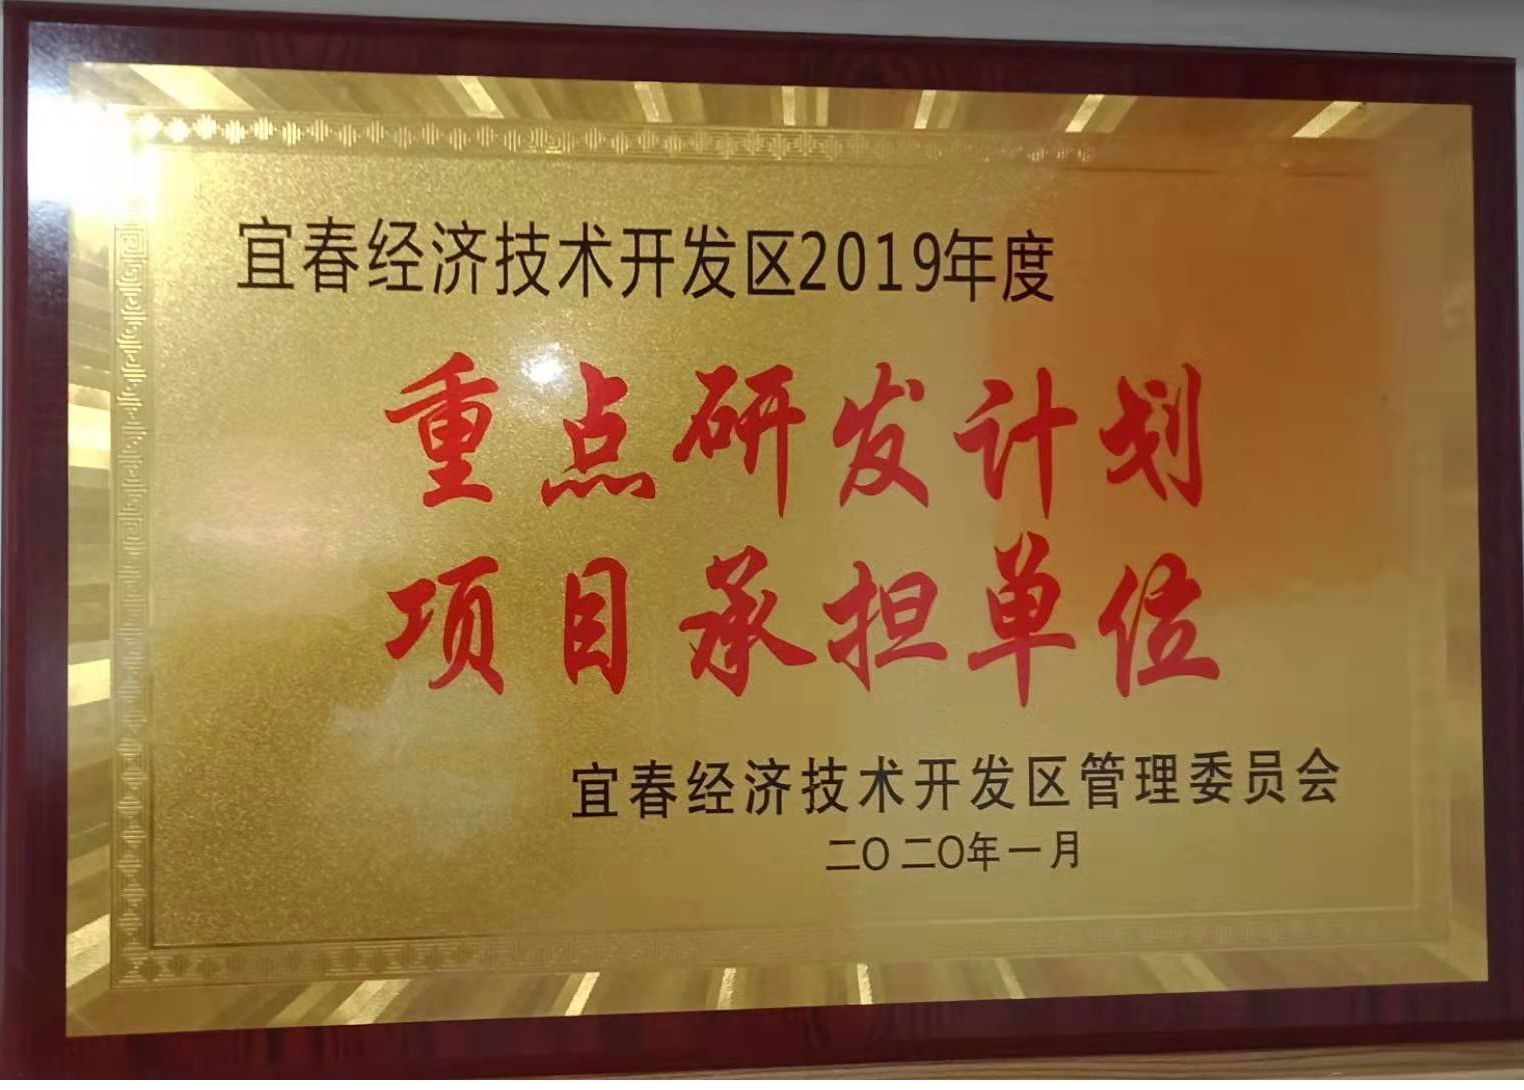 宜春经济技术开发区2019年度
重点研发计划
项目承担单位
宜春经济技术开发区管理委员会
二〇二〇年一月